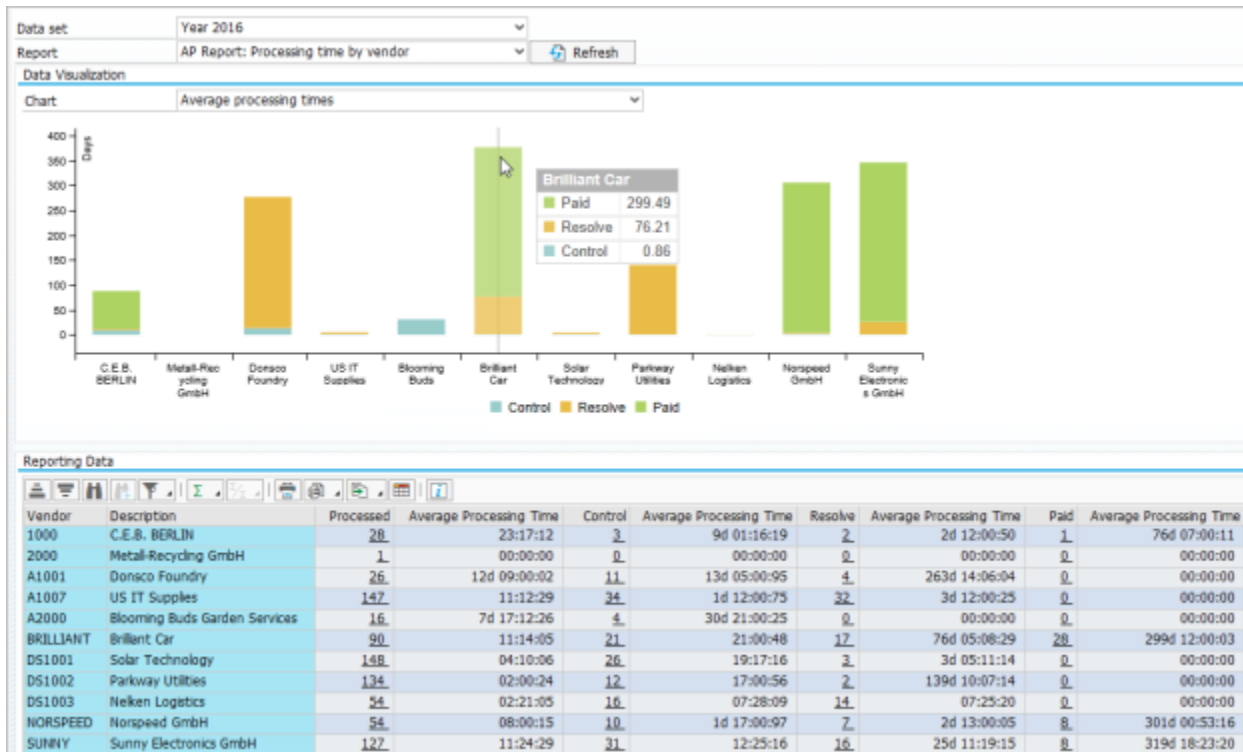 Data set Year 2016
Report AP Report: Processing time by vendor Refresh
Data Visualization
Chart Average processing times
400
350
300
250
200
150
100
50
0
Days
Brilliant Car
Paid 299.49
Resolve 76.21
Control 0.86
C.E.B. BERLIN
Metall-Rec ycling GmbH
Donsco Foundry
US IT Supplies
Blooming Buds
Brilliant Car
Solar Technology
Parkway Utilities
Nelken Logistics
Norspeed GmbH
Sunny Electronic s GmbH
Control Resolve Paid
Reporting Data
Vendor Description Processed Average Processing Time Control Average Processing Time Resolve Average Processing Time Paid Average Processing Time
1000 C.E.B. BERLIN 28 23:17:12 3 9d 01:16:19 2 2d 12:00:50 1 76d 07:00:11
2000 Metall-Recycling GmbH 1 00:00:00 0 00:00:00 0 00:00:00 0 00:00:00
A1001 Donsco Foundry 26 12d 09:00:02 11 13d 05:00:95 4 263d 14:06:04 0 00:00:00
A1007 US IT Supplies 147 11:12:29 34 1d 12:00:75 32 3d 12:00:25 0 00:00:00
A2000 Blooming Buds Garden Services 16 7d 17:12:26 4 30d 21:00:25 0 00:00:00 0 00:00:00
BRILLIANT Brilliant Car 90 11:14:05 21 21:00:48 17 76d 05:08:29 28 299d 12:00:03
DS1001 Solar Technology 148 04:10:06 26 19:17:16 3 3d 05:11:14 0 00:00:00
DS1002 Parkway Utilities 134 02:00:24 12 17:00:56 2 139d 10:07:14 0 00:00:00
DS1003 Nelken Logistics 54 02:21:05 16 07:28:09 14 07:25:20 0 00:00:00
NORSPEED Norspeed GmbH 54 08:00:15 10 1d 17:00:97 7 2d 13:00:05 8 301d 00:53:16
SUNNY Sunny Electronics GmbH 127 11:24:29 31 12:25:16 16 25d 11:19:15 8 319d 18:23:20